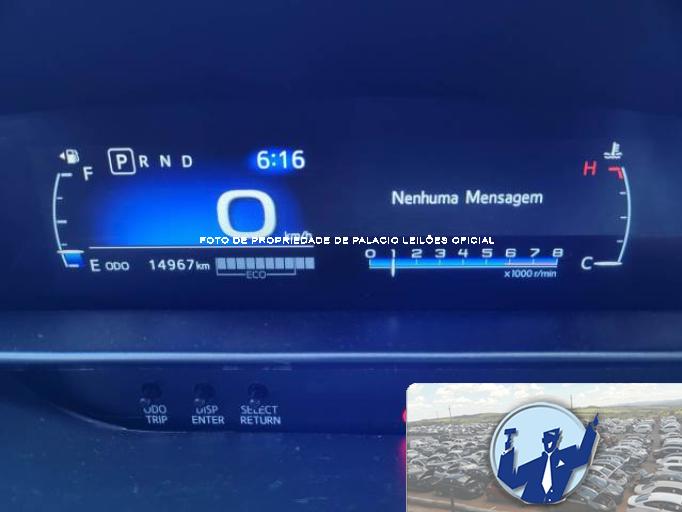 F P R N D 6:16 H
0 km/h Nenhuma Mensagem
FOTO DE PROPRIEDADE DE PALACIO LEILÕES OFICIAL
E ODO 14967 km ECO
0 1 2 3 4 5 6 7 8 C
x1000 r/min
ODO TRIP
DISP ENTER
SELECT RETURN